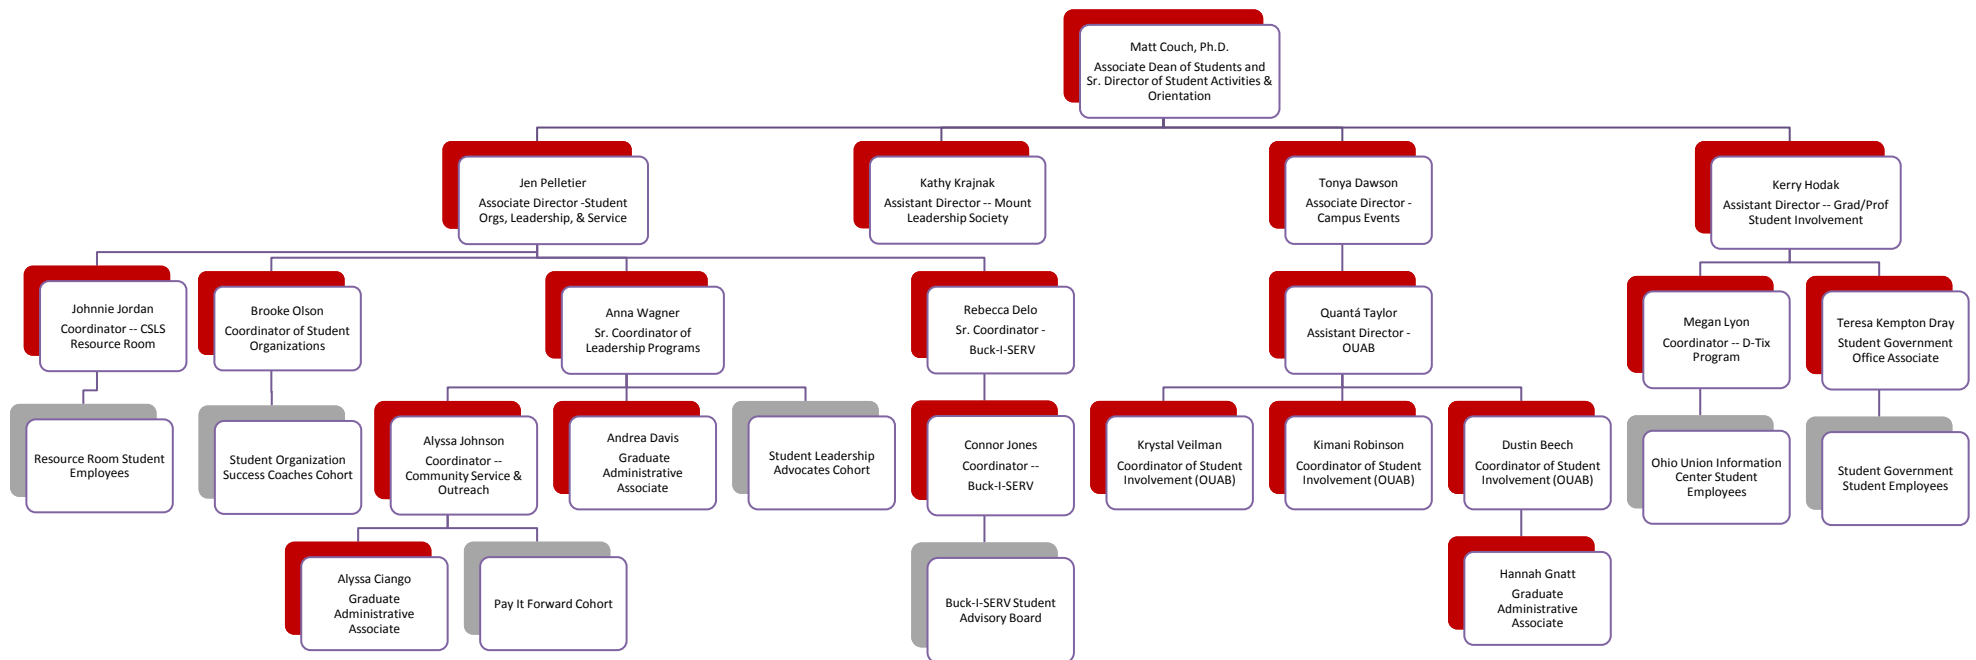 Matt Couch, Ph.D.
Associate Dean of Students and
Sr. Director of Student Activities &
Orientation
Jen Pelletier
Associate Director -Student
Orgs, Leadership, & Service
Kathy Krajnak
Assistant Director -- Mount
Leadership Society
Tonya Dawson
Associate Director -
Campus Events
Kerry Hodak
Assistant Director -- Grad/Prof
Student Involvement
Johnnie Jordan
Coordinator -- CSLS
Resource Room
Brooke Olson
Coordinator of Student
Organizations
Anna Wagner
Sr. Coordinator of
Leadership Programs
Rebecca Delo
Sr. Coordinator -
Buck-I-SERV
Quantá Taylor
Assistant Director -
OUAB
Megan Lyon
Coordinator -- D-Tix
Program
Teresa Kempton Dray
Student Government
Office Associate
Resource Room Student
Employees
Student Organization
Success Coaches Cohort
Alyssa Johnson
Coordinator --
Community Service &
Outreach
Andrea Davis
Graduate
Administrative
Associate
Student Leadership
Advocates Cohort
Connor Jones
Coordinator --
Buck-I-SERV
Krystal Veilman
Coordinator of Student
Involvement (OUAB)
Kimani Robinson
Coordinator of Student
Involvement (OUAB)
Dustin Beech
Coordinator of Student
Involvement (OUAB)
Ohio Union Information
Center Student
Employees
Student Government
Student Employees
Alyssa Ciango
Graduate
Administrative
Associate
Pay It Forward Cohort
Buck-I-SERV Student
Advisory Board
Hannah Gnatt
Graduate
Administrative
Associate